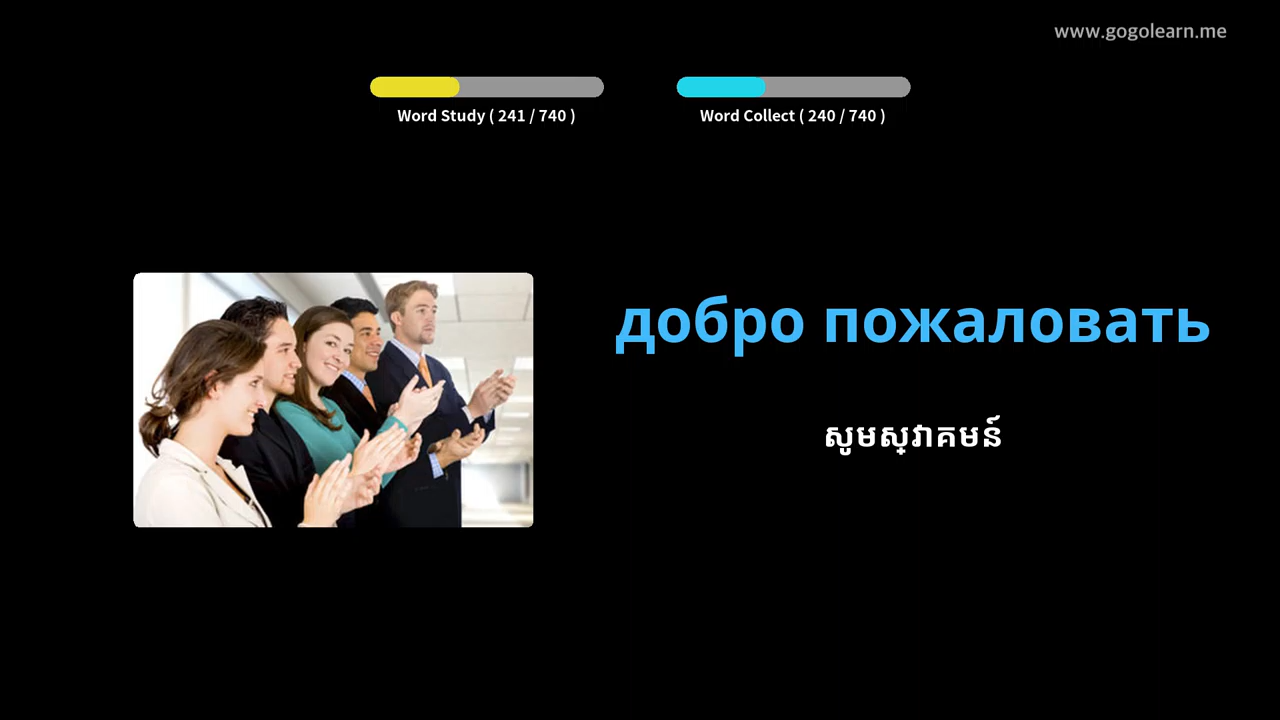 www.gogolearn.me
Word Study ( 241 / 740 )
Word Collect ( 240 / 740 )
добро пожаловать
សូមស្វាគមន៍